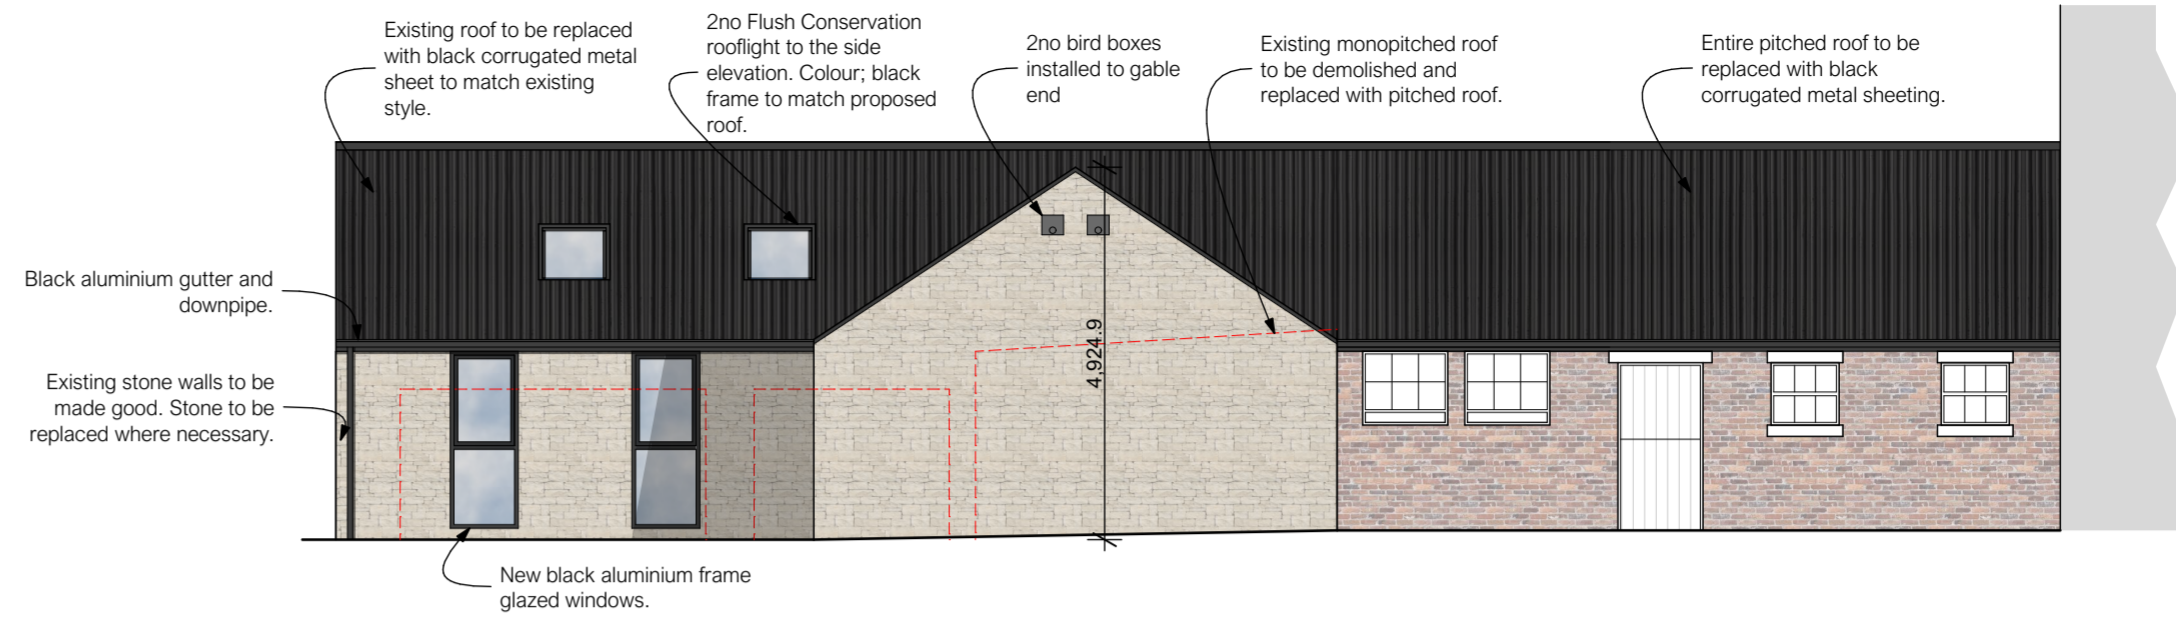 Existing roof to be replaced
with black corrugated metal
sheet to match existing
style.
2no Flush Conservation
rooflight to the side
elevation. Colour; black
frame to match proposed
roof.
2no bird boxes
installed to gable
end
Existing monopitched roof
to be demolished and
replaced with pitched roof.
Entire pitched roof to be
replaced with black
corrugated metal sheeting.
Black aluminium gutter and
downpipe.
4,924.9
Existing stone walls to be
made good. Stone to be
replaced where necessary.
New black aluminium frame
glazed windows.